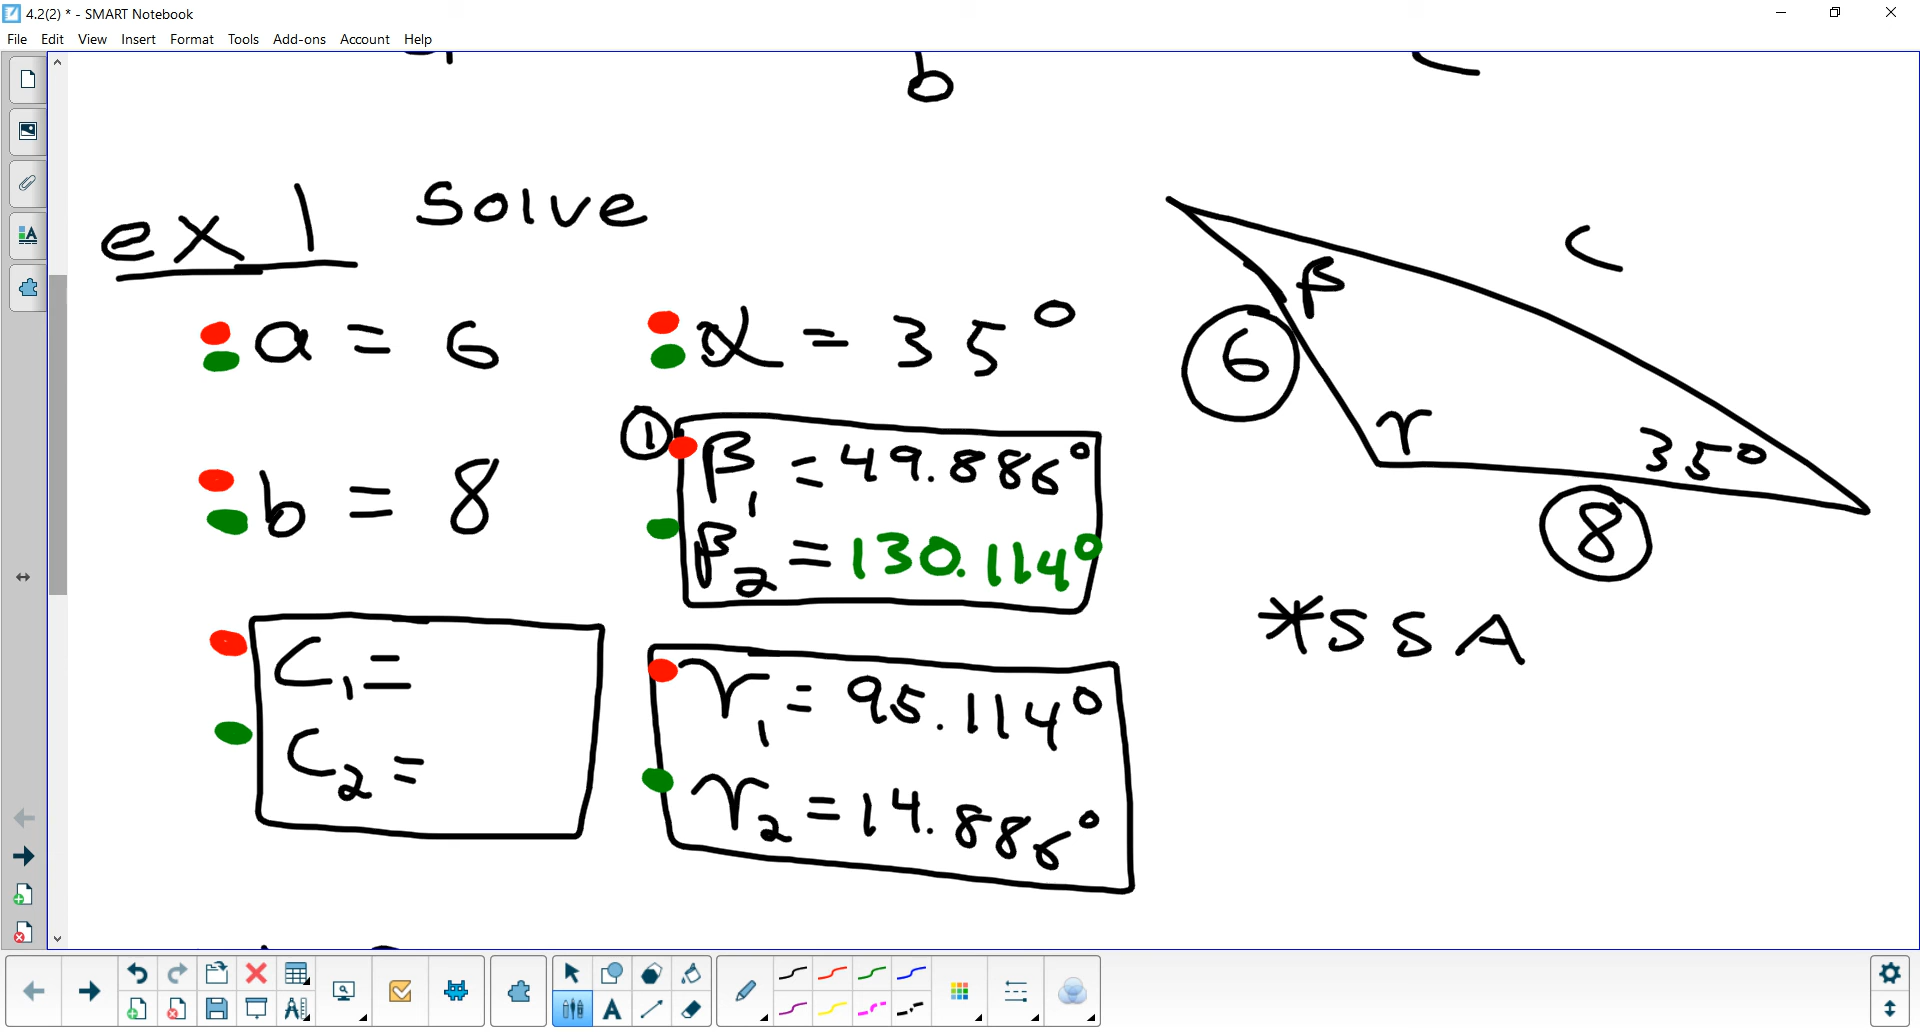 4.2(2) * - SMART Notebook
File Edit View Insert Format Tools Add-ons Account Help
b
ex 1 Solve
a = 6
α = 35°
b = 8
① β₁ = 49.886°
β₂ = 130.114°
C₁ =
C₂ =
γ₁ = 95.114°
γ₂ = 14.886°
c
β
6
γ
35°
8
*SSA